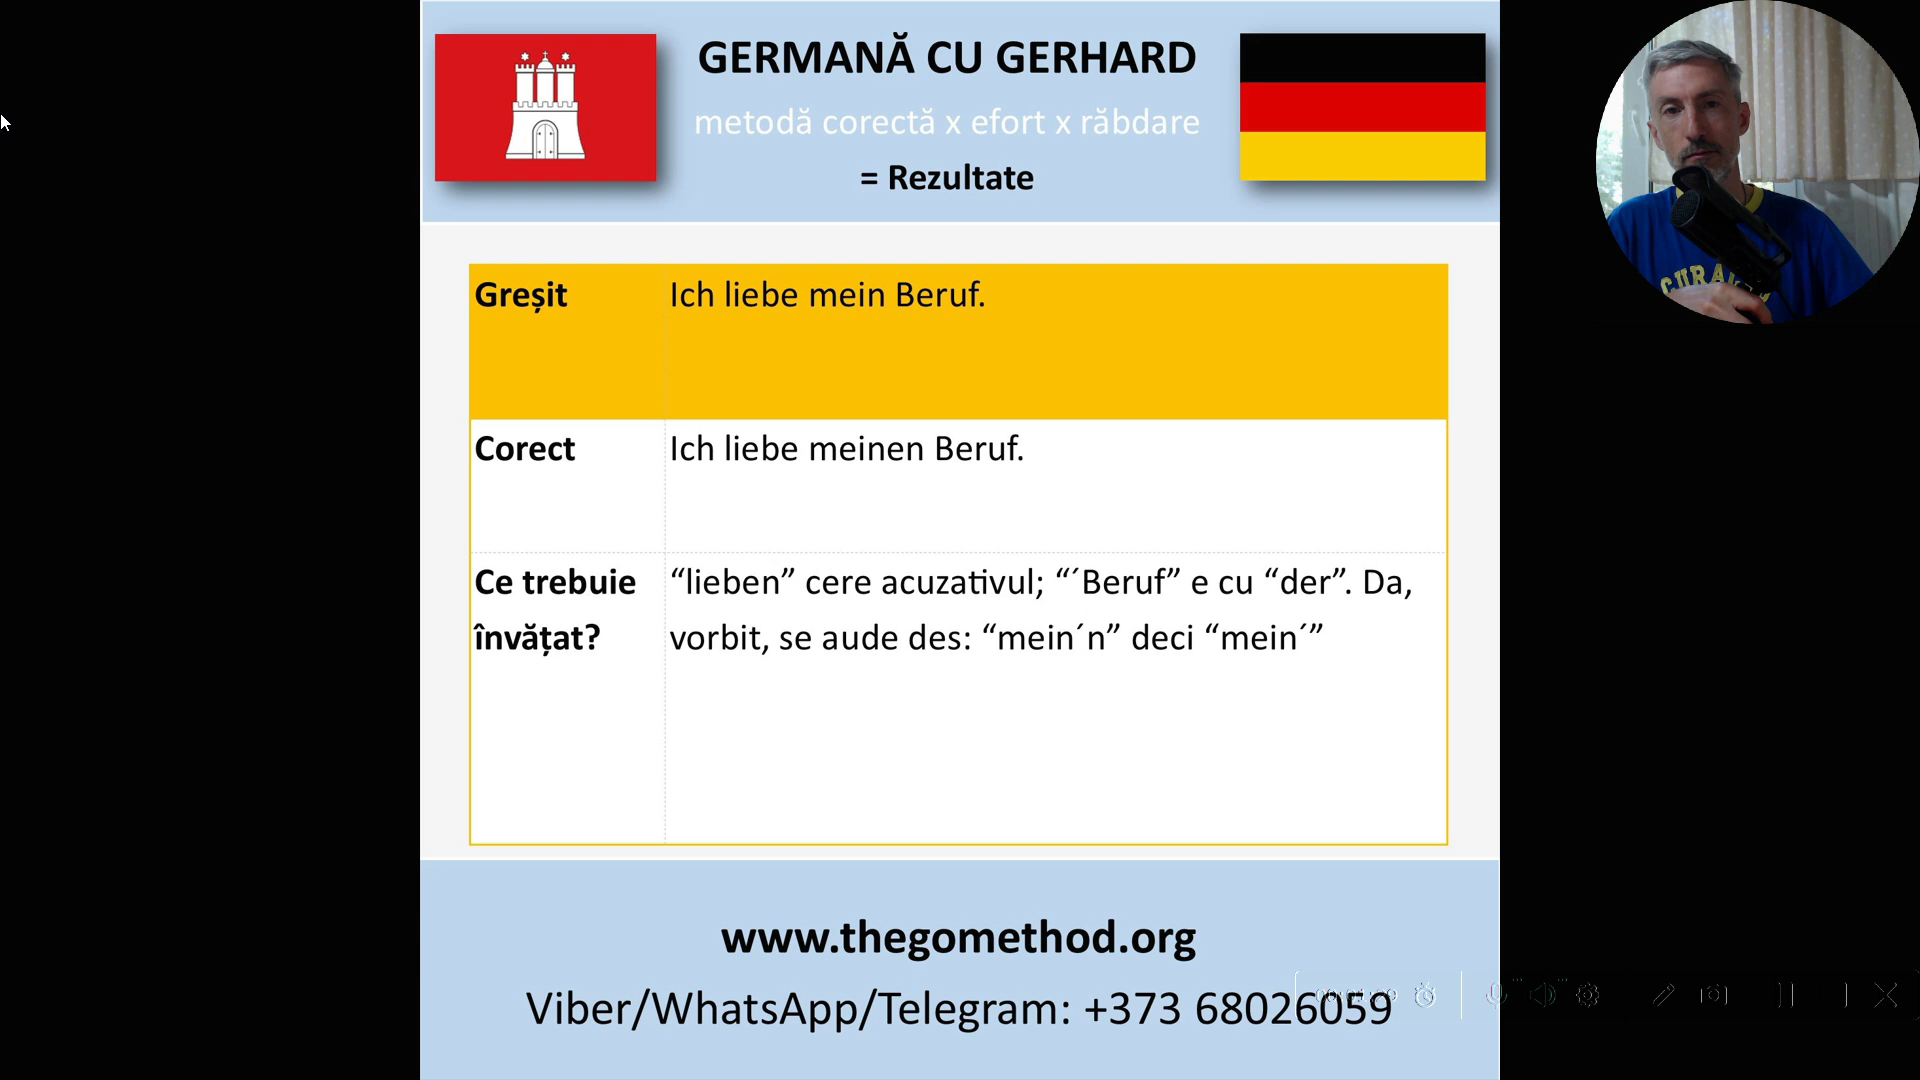 GERMANĂ CU GERHARD
metodă corectă x efort x răbdare
= Rezultate
Greșit
Ich liebe mein Beruf.
Corect
Ich liebe meinen Beruf.
Ce trebuie
învățat?
“lieben” cere acuzativul; “´Beruf” e cu “der”. Da,
vorbit, se aude des: “mein´n” deci “mein´”
www.thegomethod.org
Viber/WhatsApp/Telegram: +373 68026059